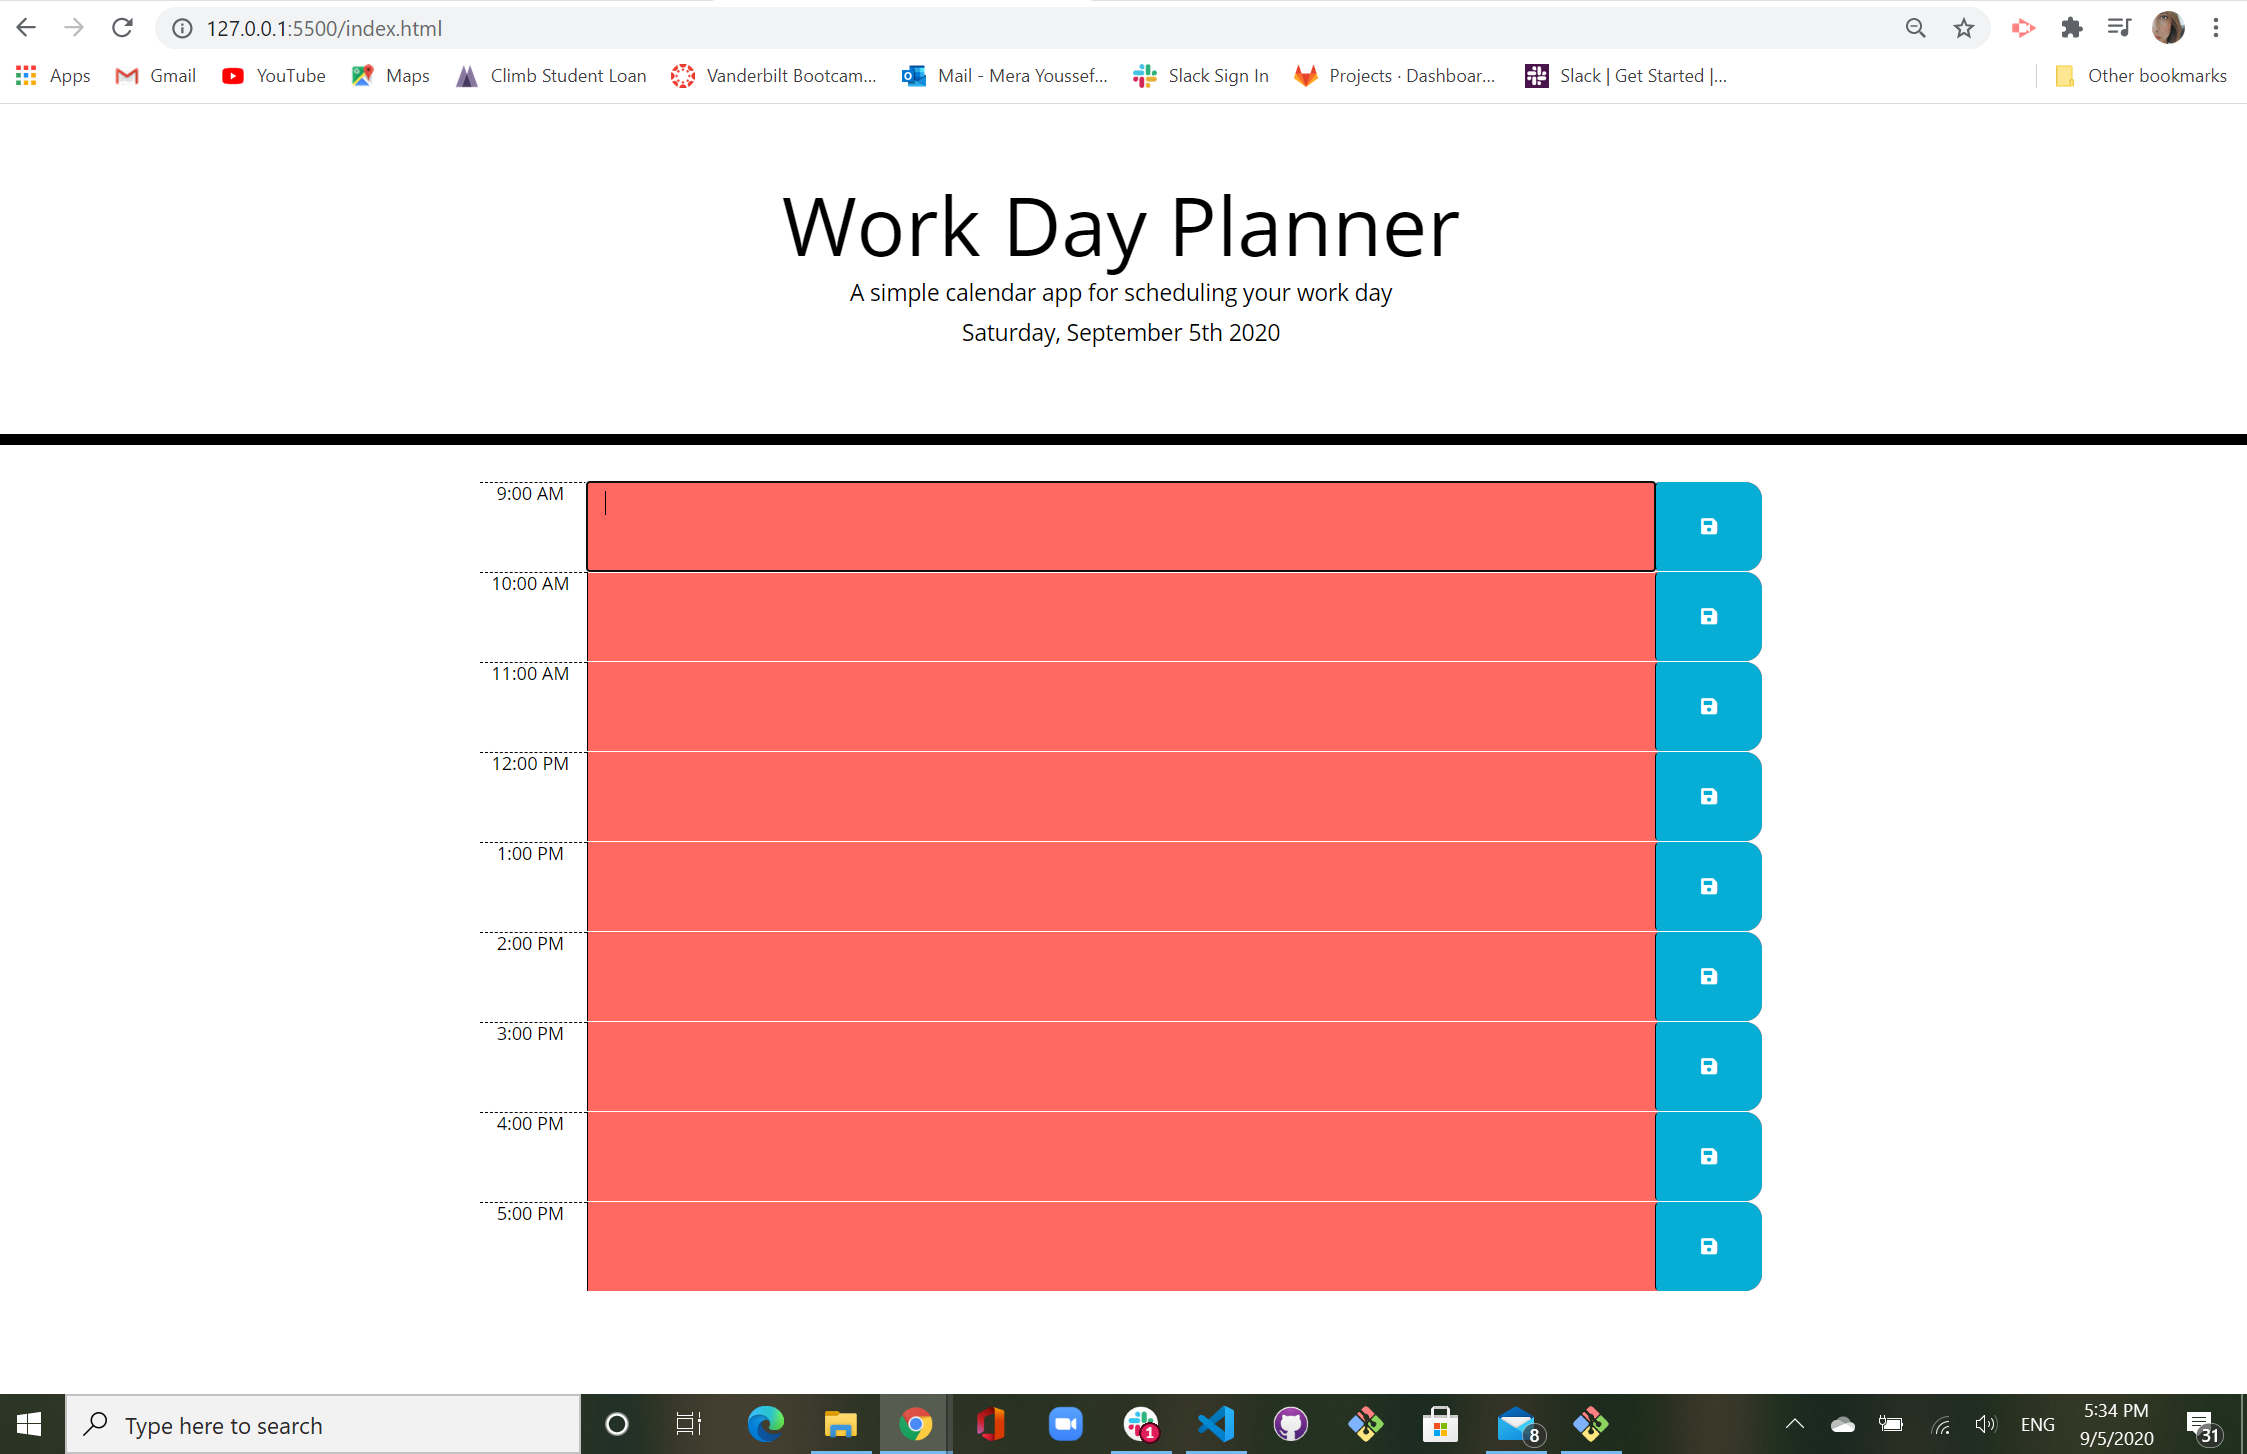 127.0.0.1:5500/index.html
Apps Gmail YouTube Maps Climb Student Loan Vanderbilt Bootcam... Mail - Mera Youssef... Slack Sign In Projects · Dashboar... Slack | Get Started |... Other bookmarks
Work Day Planner
A simple calendar app for scheduling your work day
Saturday, September 5th 2020
9:00 AM
10:00 AM
11:00 AM
12:00 PM
1:00 PM
2:00 PM
3:00 PM
4:00 PM
5:00 PM
Type here to search 1 8 ENG 5:34 PM 31
9/5/2020